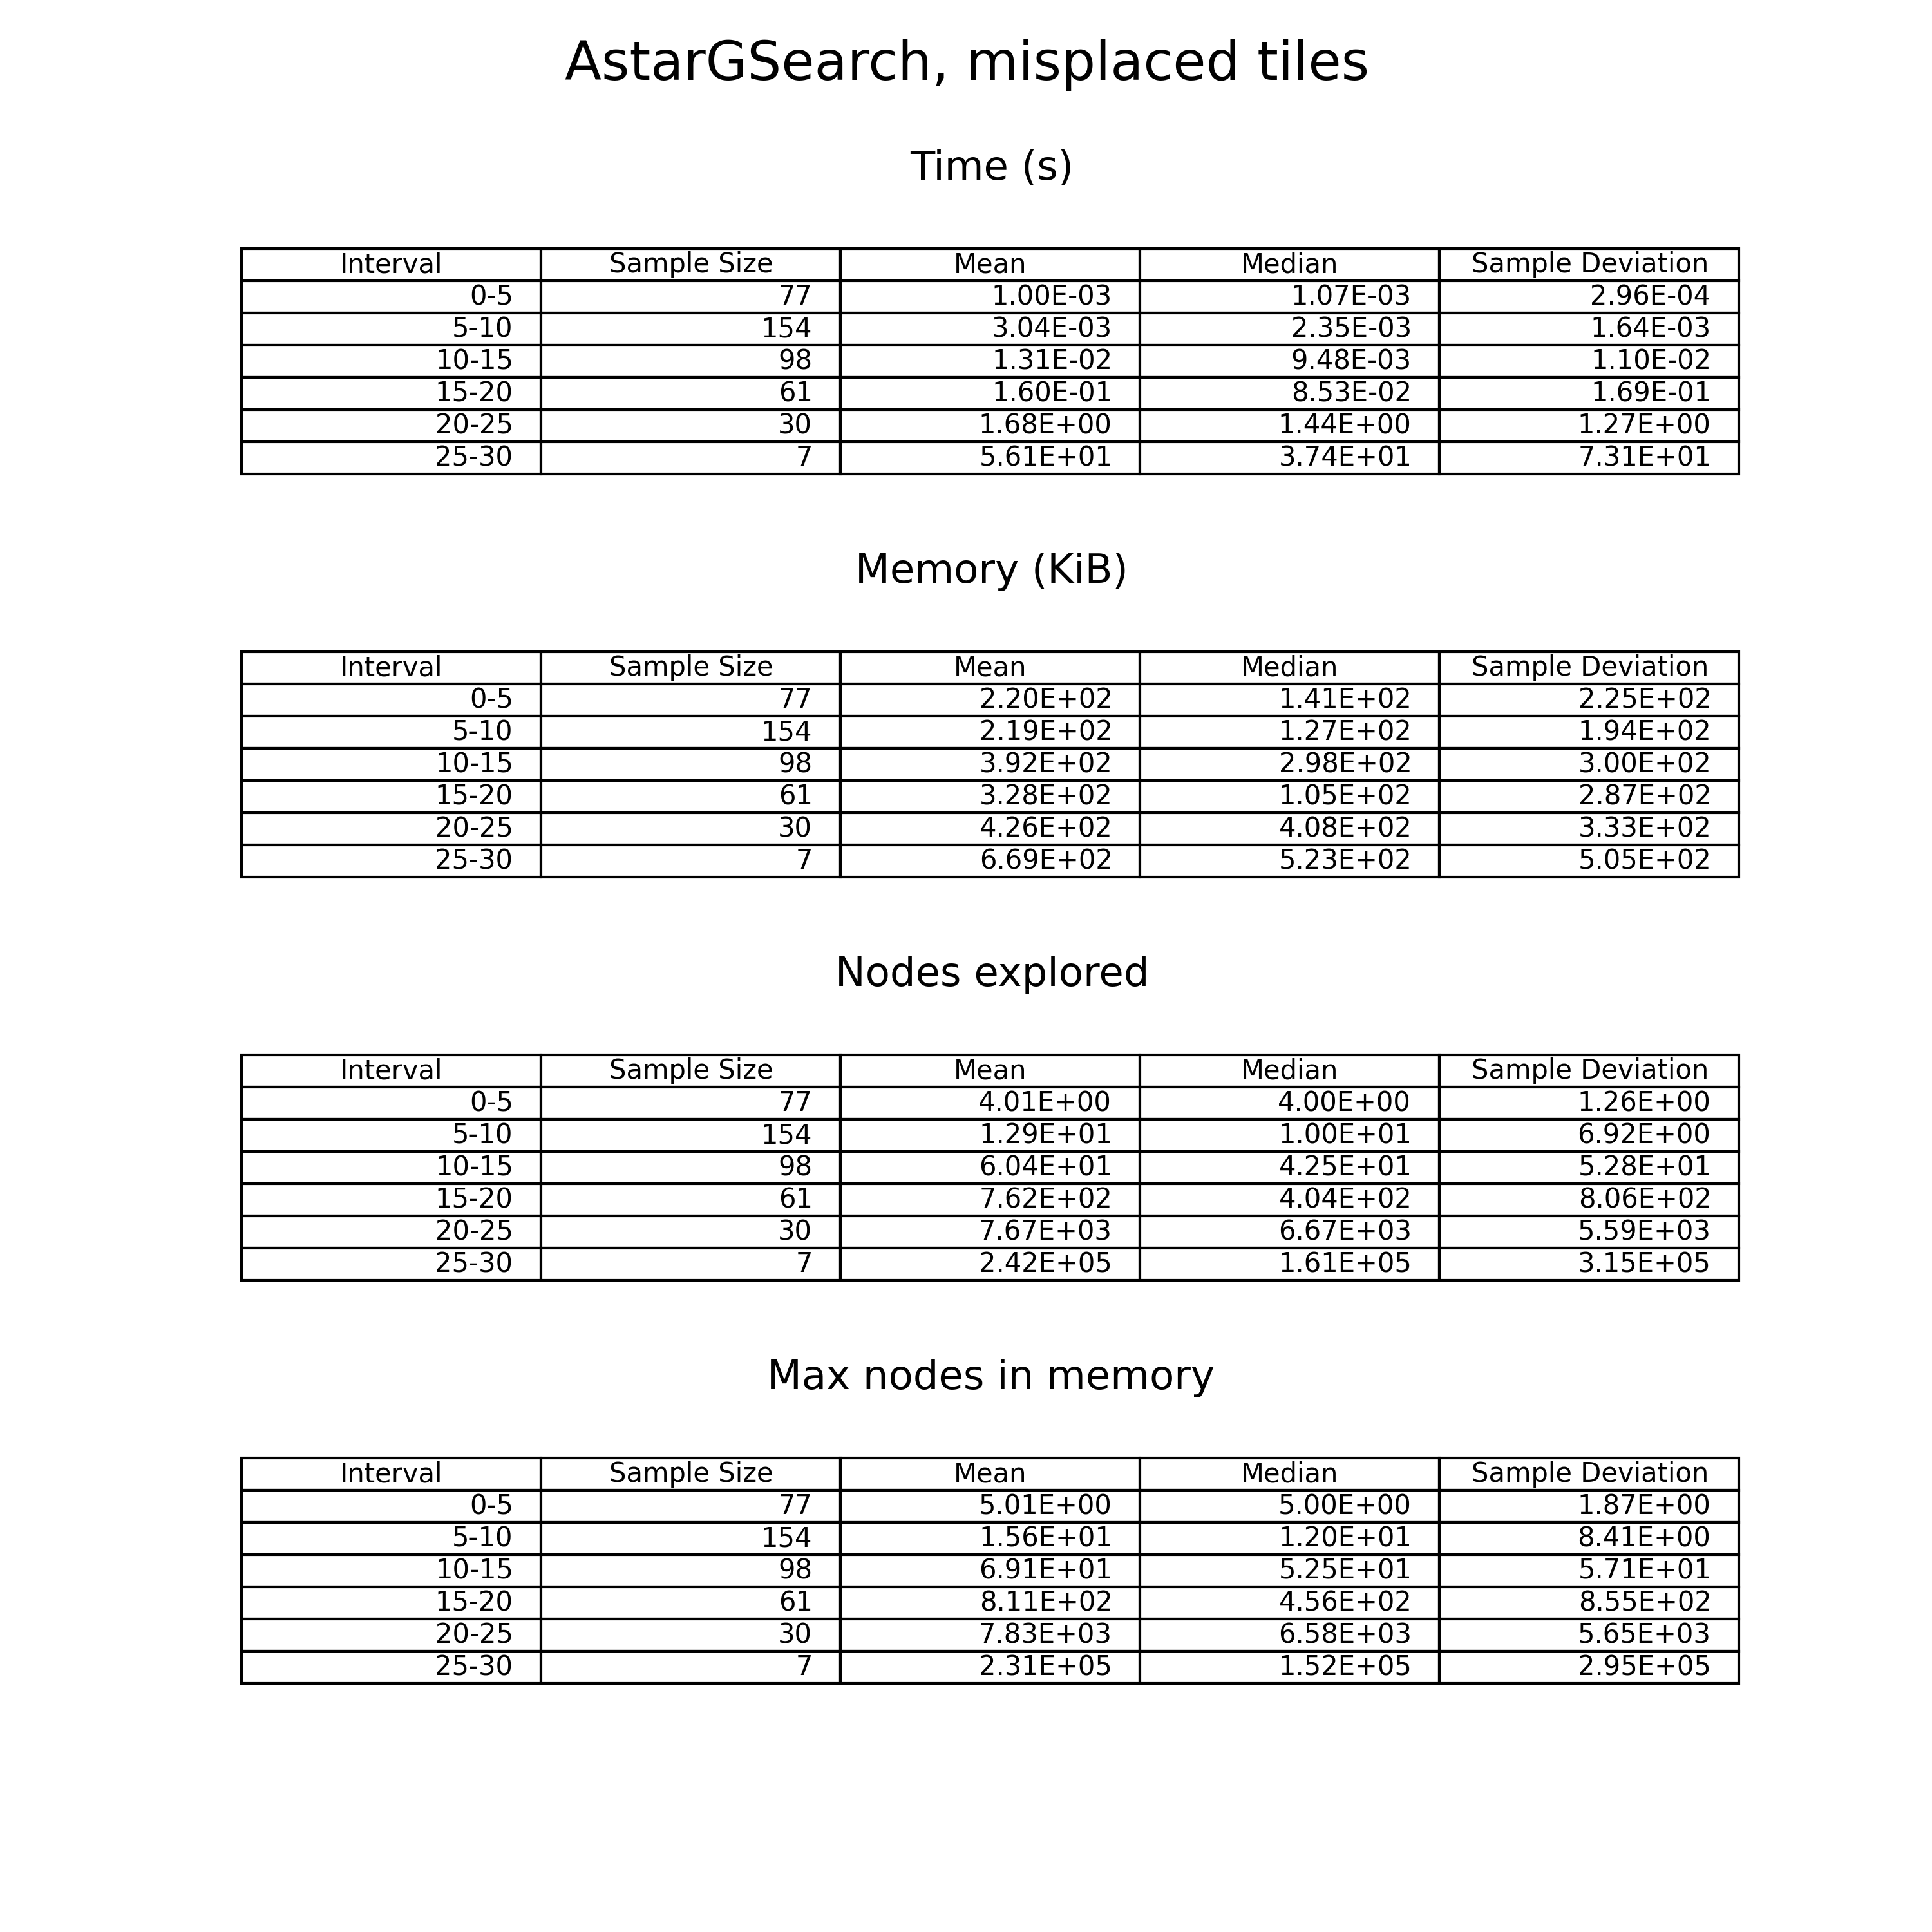 AstarGSearch, misplaced tiles
Time (s)
Interval Sample Size Mean Median Sample Deviation
0-5 77 1.00E-03 1.07E-03 2.96E-04
5-10 154 3.04E-03 2.35E-03 1.64E-03
10-15 98 1.31E-02 9.48E-03 1.10E-02
15-20 61 1.60E-01 8.53E-02 1.69E-01
20-25 30 1.68E+00 1.44E+00 1.27E+00
25-30 7 5.61E+01 3.74E+01 7.31E+01
Memory (KiB)
Interval Sample Size Mean Median Sample Deviation
0-5 77 2.20E+02 1.41E+02 2.25E+02
5-10 154 2.19E+02 1.27E+02 1.94E+02
10-15 98 3.92E+02 2.98E+02 3.00E+02
15-20 61 3.28E+02 1.05E+02 2.87E+02
20-25 30 4.26E+02 4.08E+02 3.33E+02
25-30 7 6.69E+02 5.23E+02 5.05E+02
Nodes explored
Interval Sample Size Mean Median Sample Deviation
0-5 77 4.01E+00 4.00E+00 1.26E+00
5-10 154 1.29E+01 1.00E+01 6.92E+00
10-15 98 6.04E+01 4.25E+01 5.28E+01
15-20 61 7.62E+02 4.04E+02 8.06E+02
20-25 30 7.67E+03 6.67E+03 5.59E+03
25-30 7 2.42E+05 1.61E+05 3.15E+05
Max nodes in memory
Interval Sample Size Mean Median Sample Deviation
0-5 77 5.01E+00 5.00E+00 1.87E+00
5-10 154 1.56E+01 1.20E+01 8.41E+00
10-15 98 6.91E+01 5.25E+01 5.71E+01
15-20 61 8.11E+02 4.56E+02 8.55E+02
20-25 30 7.83E+03 6.58E+03 5.65E+03
25-30 7 2.31E+05 1.52E+05 2.95E+05